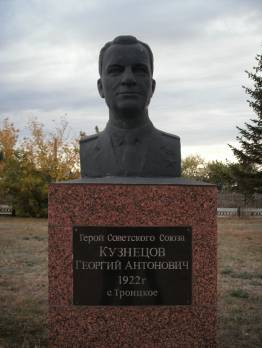 Герой Советского Союза
КУЗНЕЦОВ
ГЕОРГИЙ АНТОНОВИЧ
1922г
с Троицкое